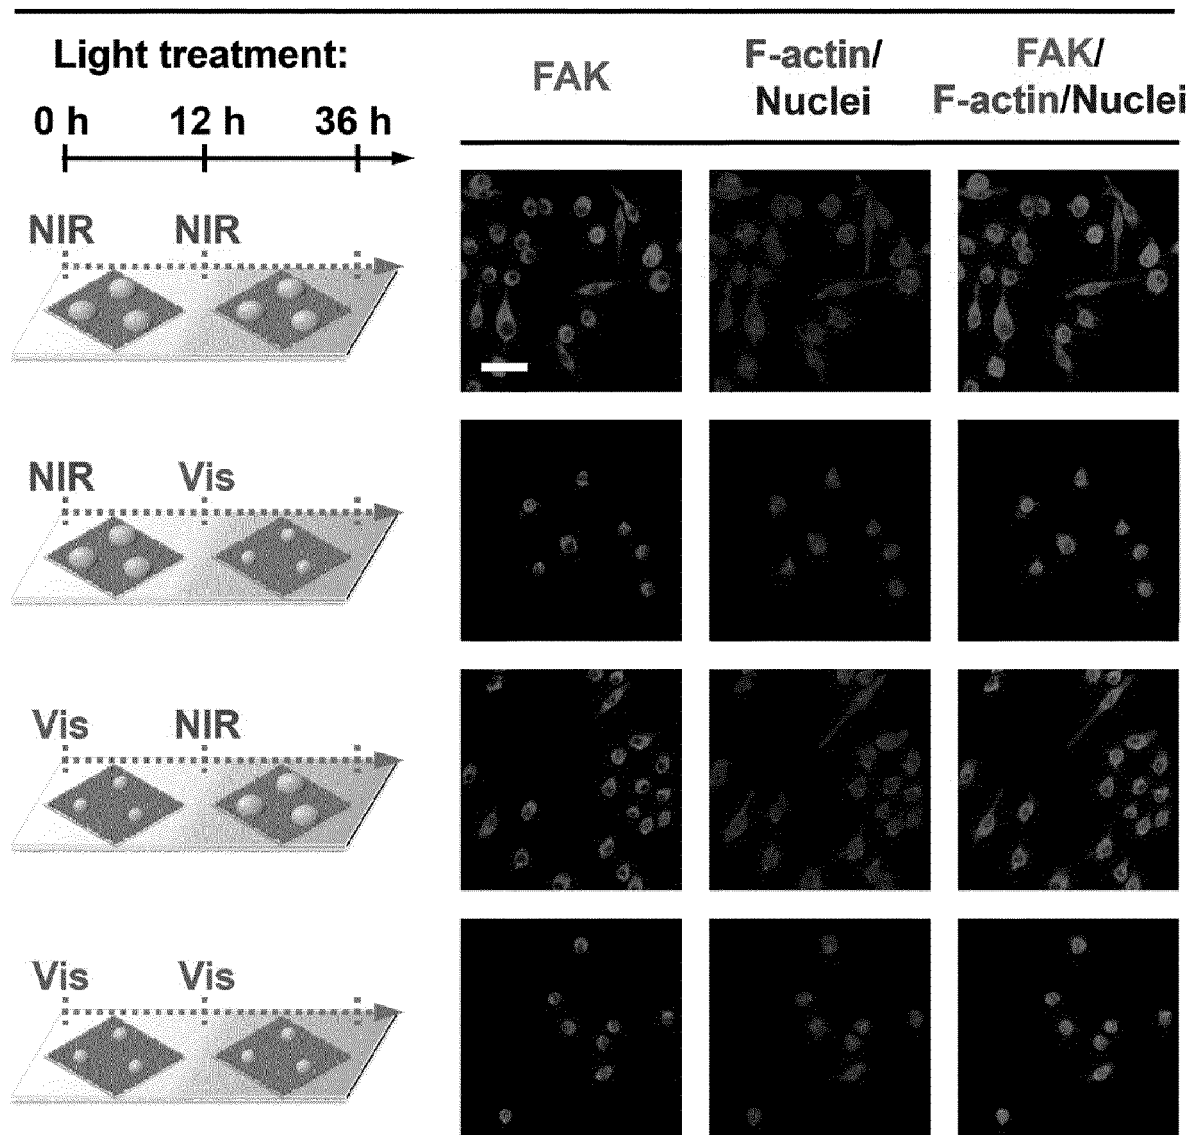 Light treatment:
0 h 12 h 36 h
FAK
F-actin/
Nuclei
FAK/
F-actin/Nuclei
NIR NIR
NIR Vis
Vis NIR
Vis Vis